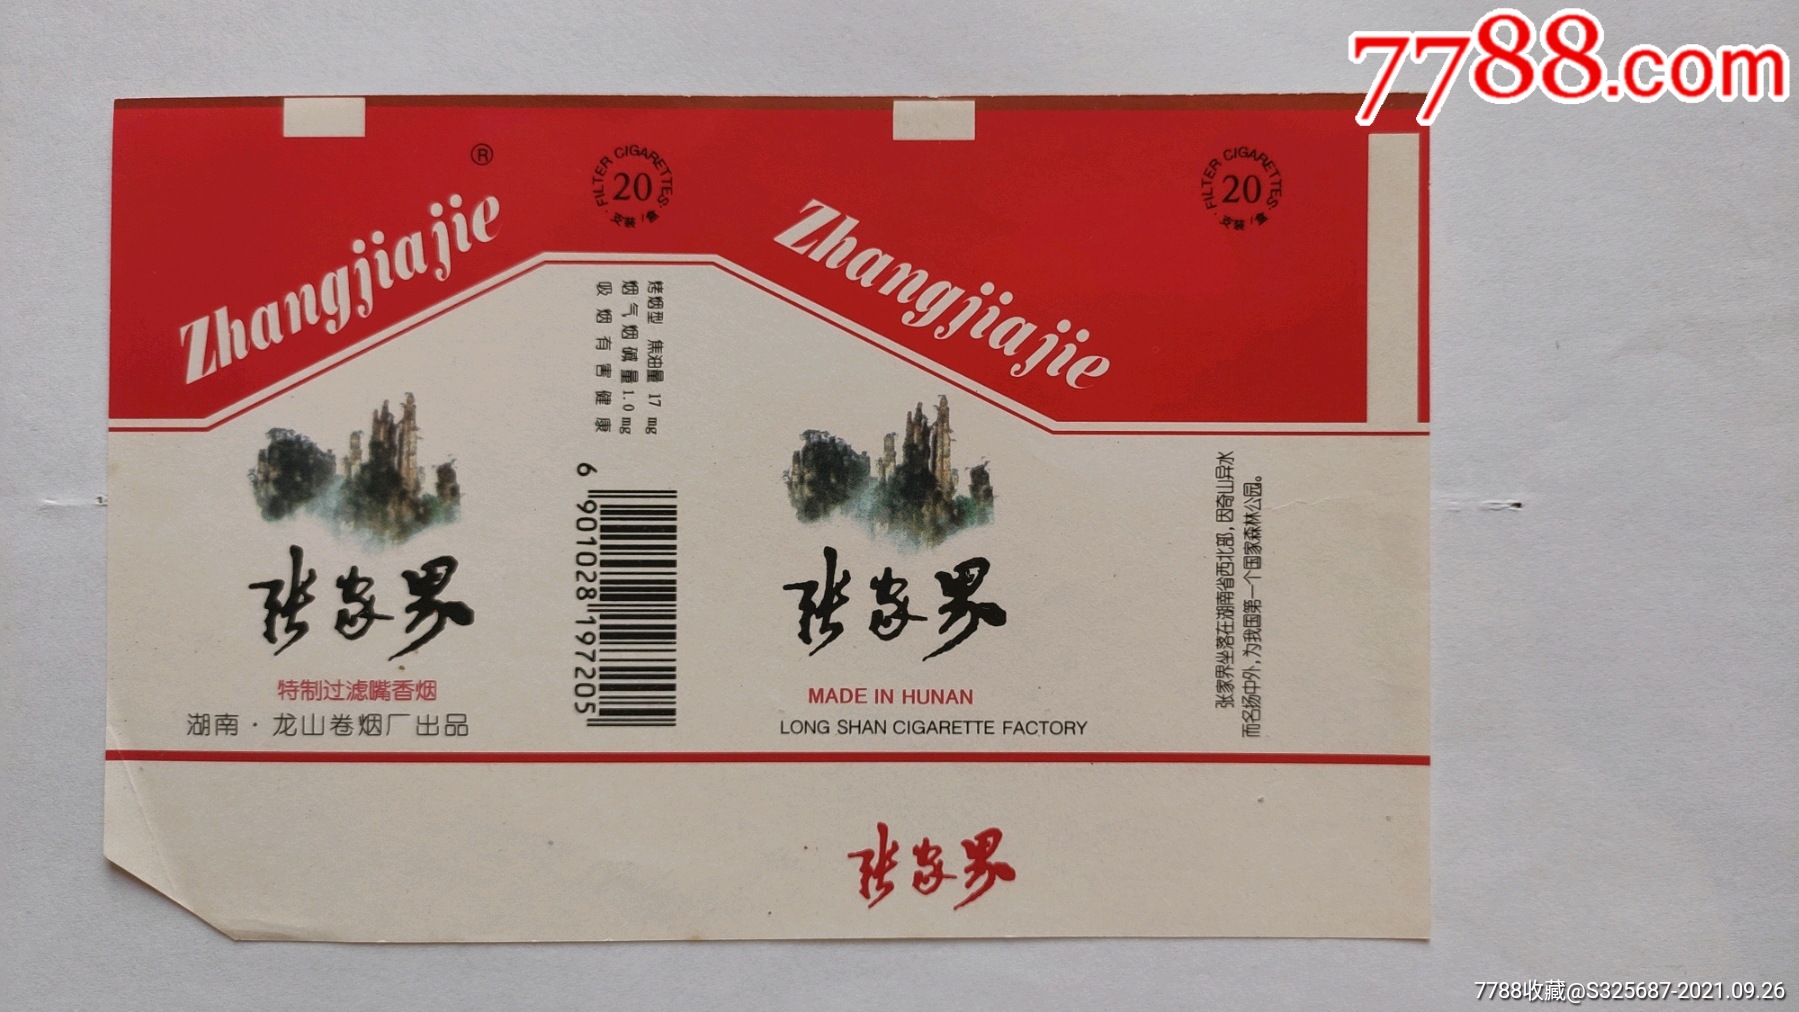 7788.com
Zhangjiajie
®
FILTER CIGARETTES
20
支装
Zhangjiajie
FILTER CIGARETTES
20
支装
烤烟型 焦油量 17 mg
烟气烟碱量1.0mg
吸烟有害健康
6 901028 197205
张家界
特制过滤嘴香烟
湖南·龙山卷烟厂出品
张家界
MADE IN HUNAN
LONG SHAN CIGARETTE FACTORY
张家界坐落在湖南省西北部,因奇山异水
而名扬中外,为我国第一个国家森林公园。
张家界
7788收藏@S325687-2021.09.26